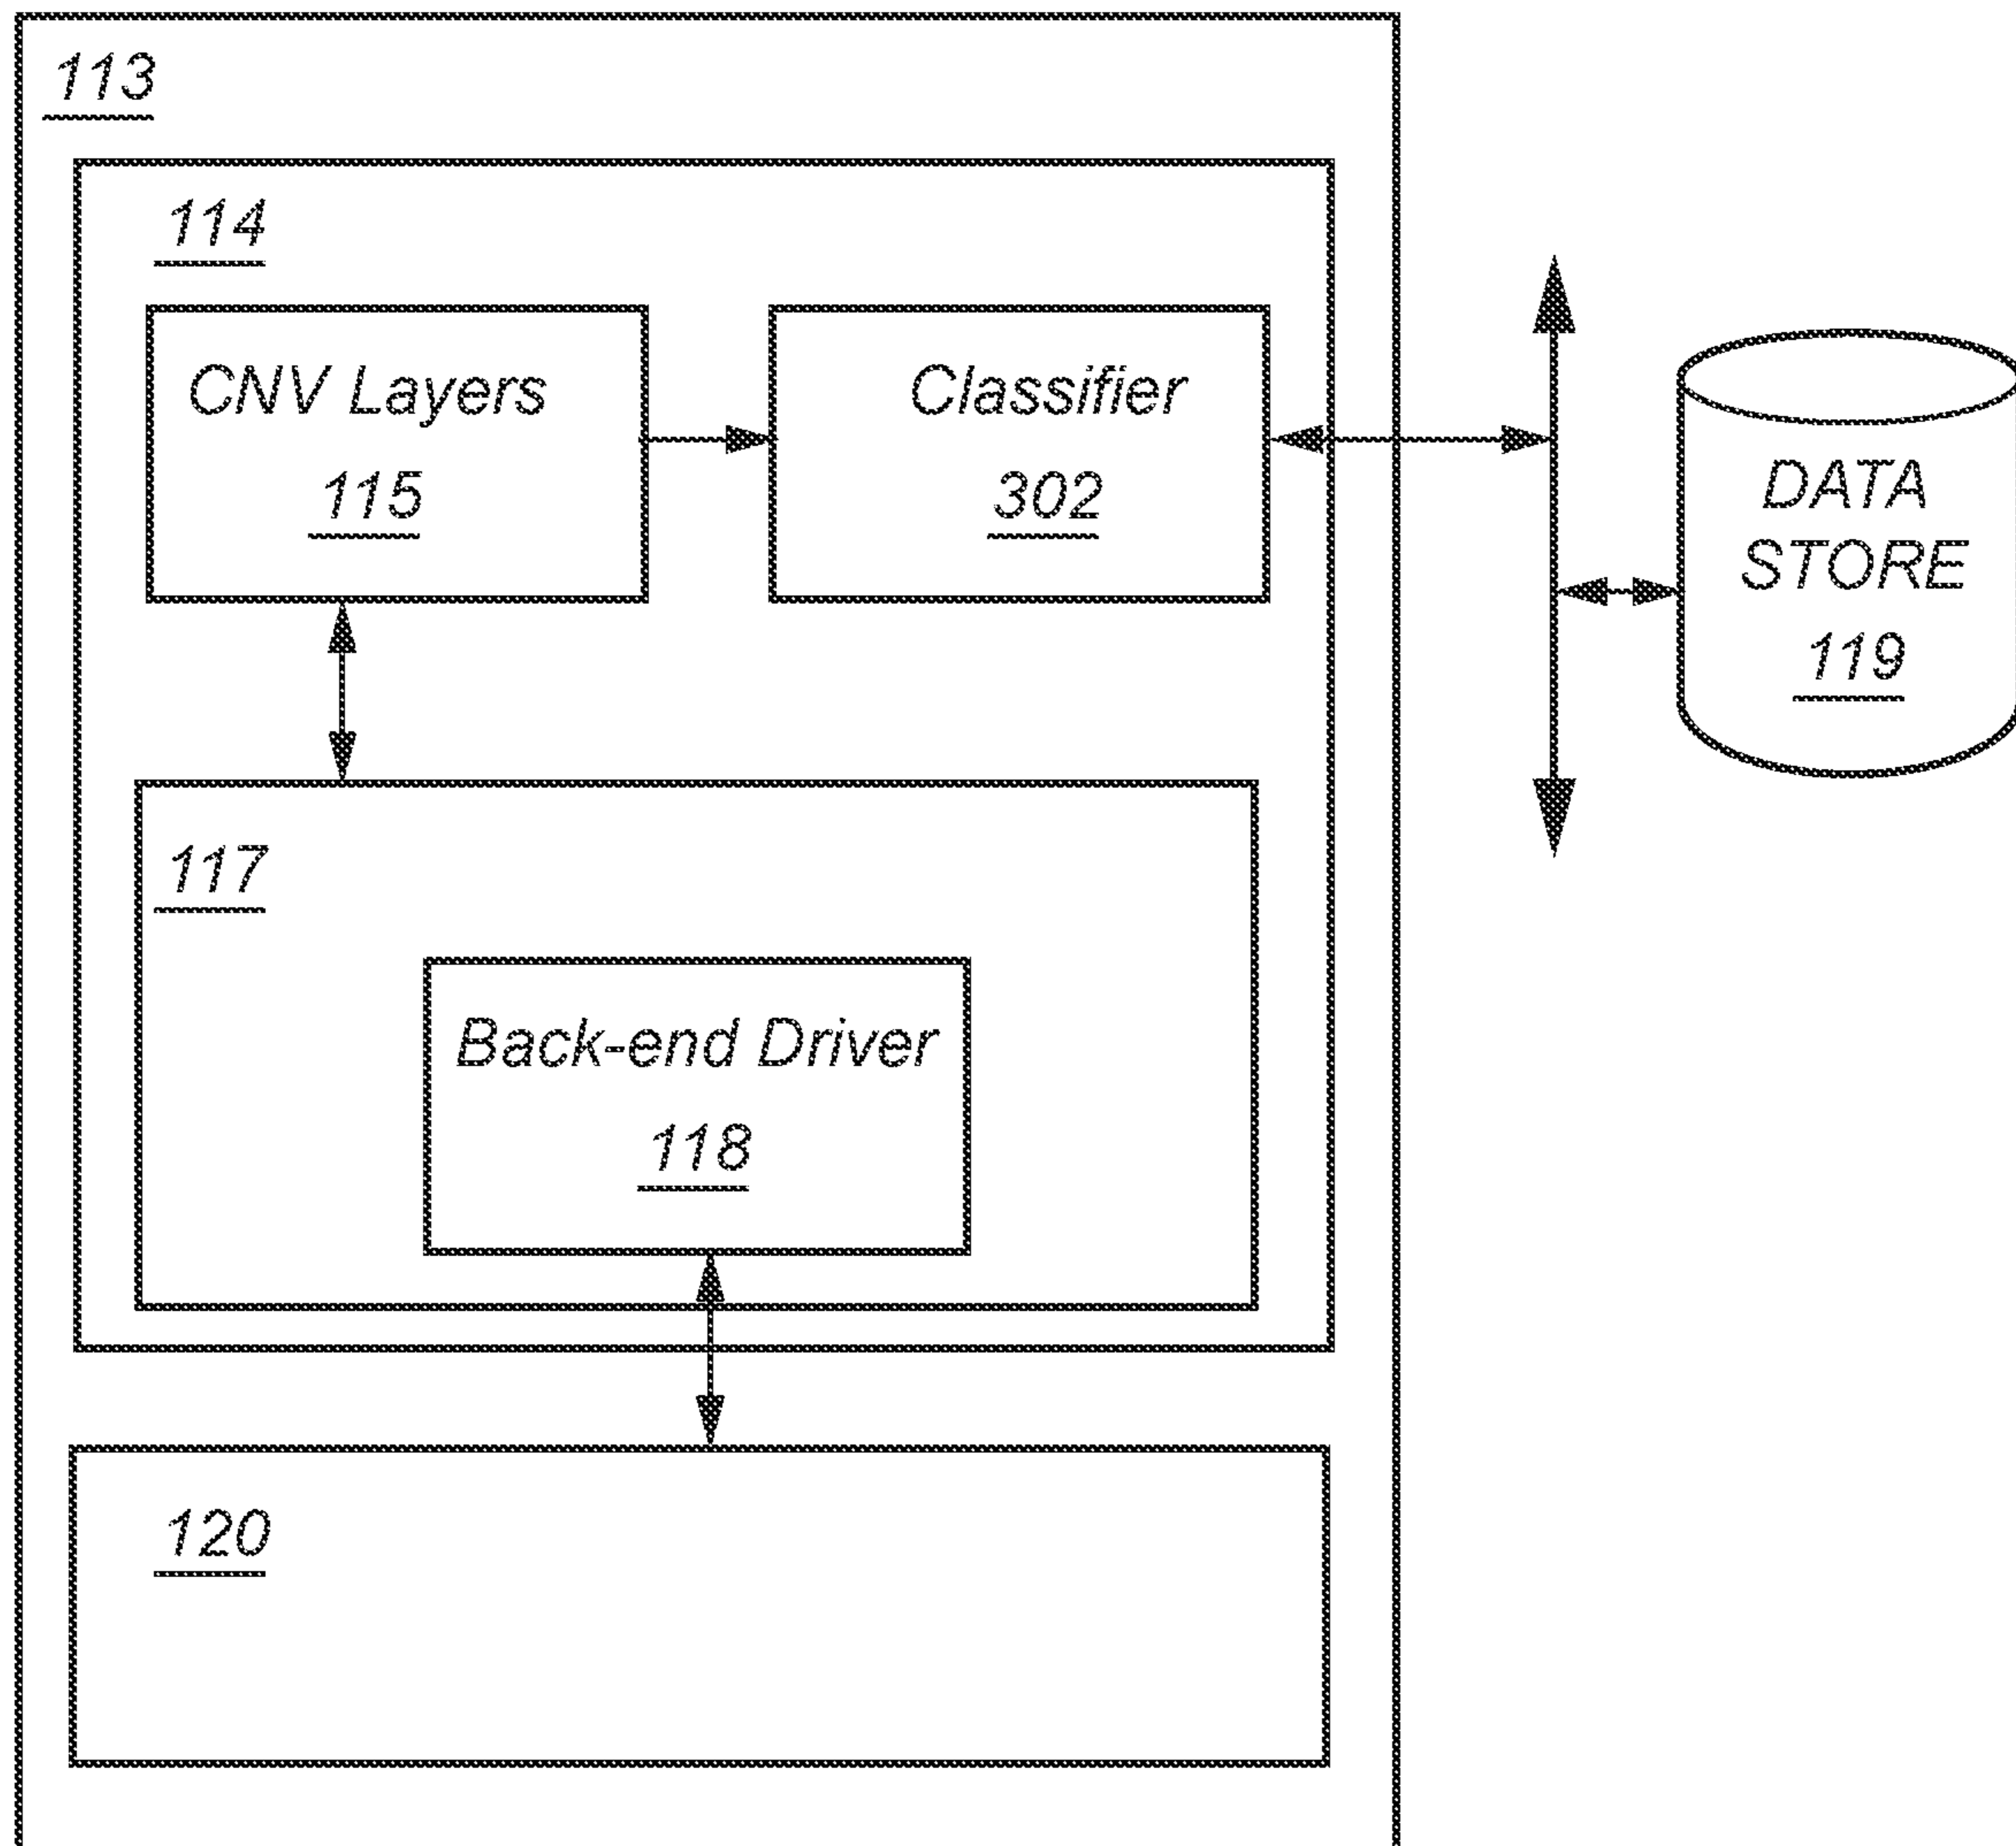 113
114
CNV Layers
115
Classifier
302
DATA
STORE
119
117
Back-end Driver
118
120